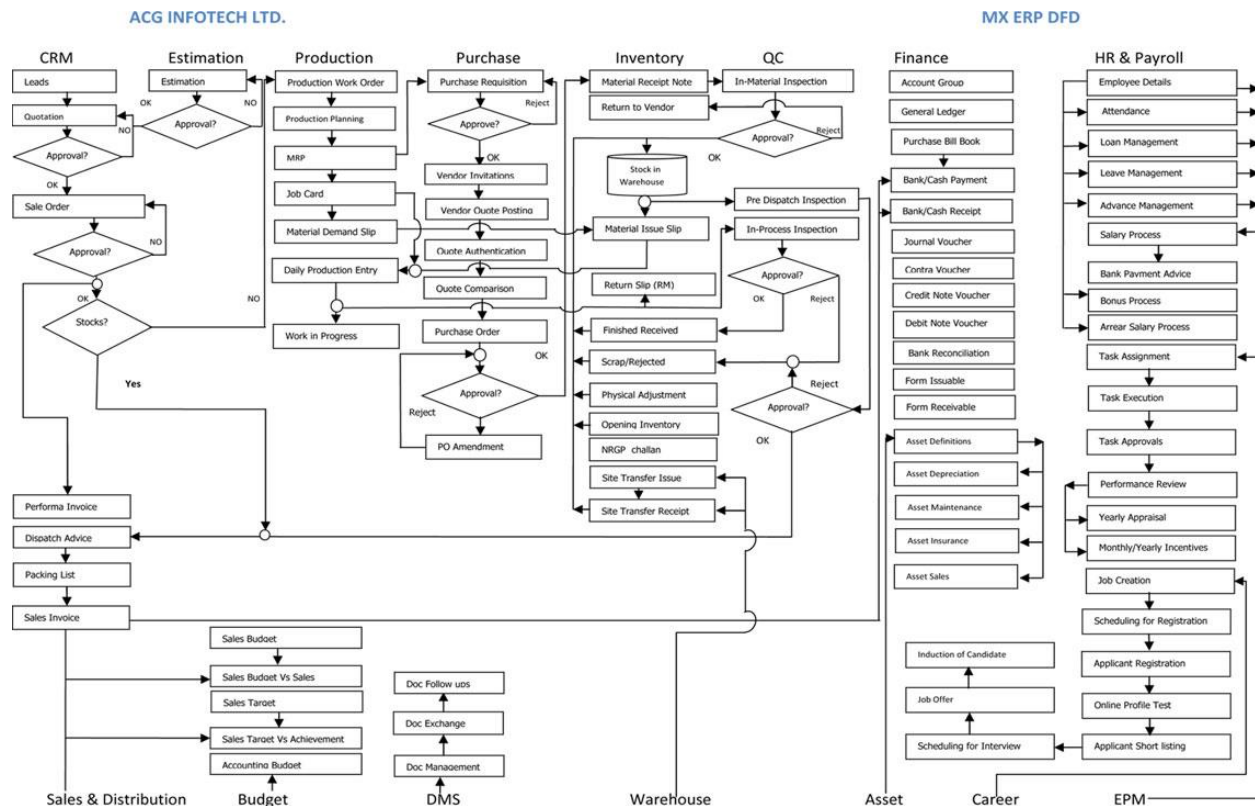 ACG INFOTECH LTD.
MX ERP DFD
CRM
Leads
Quotation
OK
NO
Approval?
OK
Sale Order
Approval?
NO
OK
Stocks?
NO
Yes
Performa Invoice
Dispatch Advice
Packing List
Sales Invoice
Estimation
Estimation
NO
Approval?
Production
Production Work Order
Production Planning
MRP
Job Card
Material Demand Slip
Daily Production Entry
Work in Progress
Purchase
Purchase Requisition
Reject
Approve?
OK
Vendor Invitations
Vendor Quote Posting
Quote Authentication
Quote Comparison
Purchase Order
OK
Approval?
Reject
PO Amendment
Inventory
Material Receipt Note
Return to Vendor
Stock in
Warehouse
Material Issue Slip
Return Slip (RM)
Finished Received
Scrap/Rejected
Physical Adjustment
Opening Inventory
NRGP challan
Site Transfer Issue
Site Transfer Receipt
QC
In-Material Inspection
Approval?
Reject
OK
Pre Dispatch Inspection
In-Process Inspection
Approval?
OK
Reject
Reject
Approval?
OK
Finance
Account Group
General Ledger
Purchase Bill Book
Bank/Cash Payment
Bank/Cash Receipt
Journal Voucher
Contra Voucher
Credit Note Voucher
Debit Note Voucher
Bank Reconciliation
Form Issuable
Form Receivable
Asset Definitions
Asset Depreciation
Asset Maintenance
Asset Insurance
Asset Sales
HR & Payroll
Employee Details
Attendance
Loan Management
Leave Management
Advance Management
Salary Process
Bank Payment Advice
Bonus Process
Arrear Salary Process
Task Assignment
Task Execution
Task Approvals
Performance Review
Yearly Appraisal
Monthly/Yearly Incentives
Job Creation
Scheduling for Registration
Applicant Registration
Online Profile Test
Applicant Short listing
Induction of Candidate
Job Offer
Scheduling for Interview
Sales Budget
Sales Budget Vs Sales
Sales Target
Sales Target Vs Achievement
Accounting Budget
Doc Follow ups
Doc Exchange
Doc Management
Sales & Distribution
Budget
DMS
Warehouse
Asset
Career
EPM